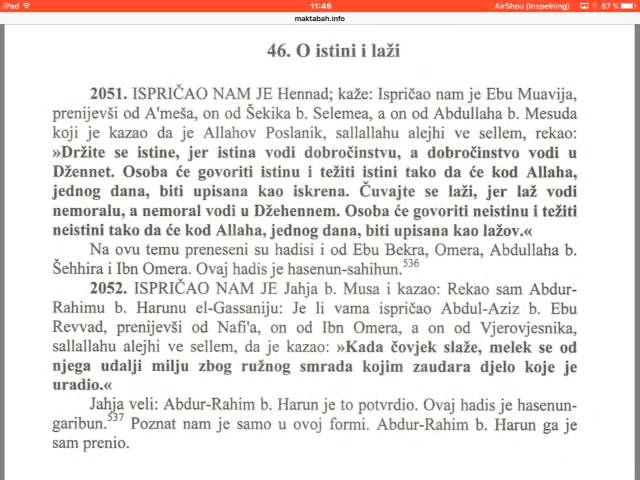 iPad 11:49 AirShou (Inspelning) 87 %
maktabah.info
46. O istini i laži
2051. ISPRIČAO NAM JE Hennad; kaže: Ispričao nam je Ebu Muavija,
prenijevši od A'meša, on od Šekika b. Selemea, a on od Abdullaha b. Mesuda
koji je kazao da je Allahov Poslanik, sallallahu alejhi ve sellem, rekao:
»Držite se istine, jer istina vodi dobročinstvu, a dobročinstvo vodi u
Džennet. Osoba će govoriti istinu i težiti istini tako da će kod Allaha,
jednog dana, biti upisana kao iskrena. Čuvajte se laži, jer laž vodi
nemoralu, a nemoral vodi u Džehennem. Osoba će govoriti neistinu i težiti
neistini tako da će kod Allaha, jednog dana, biti upisana kao lažov.«
Na ovu temu preneseni su hadisi i od Ebu Bekra, Omera, Abdullaha b.
Šehhira i Ibn Omera. Ovaj hadis je hasenun-sahihun.536
2052. ISPRIČAO NAM JE Jahja b. Musa i kazao: Rekao sam Abdur-
Rahimu b. Harunu el-Gassaniju: Je li vama ispričao Abdul-Aziz b. Ebu
Revvad, prenijevši od Nafi'a, on od Ibn Omera, a on od Vjerovjesnika,
sallallahu alejhi ve sellem, da je kazao: »Kada čovjek slaže, melek se od
njega udalji milju zbog ružnog smrada kojim zaudara djelo koje je
uradio.«
Jahja veli: Abdur-Rahim b. Harun je to potvrdio. Ovaj hadis je hasenun-
garibun.537 Poznat nam je samo u ovoj formi. Abdur-Rahim b. Harun ga je
sam prenio.